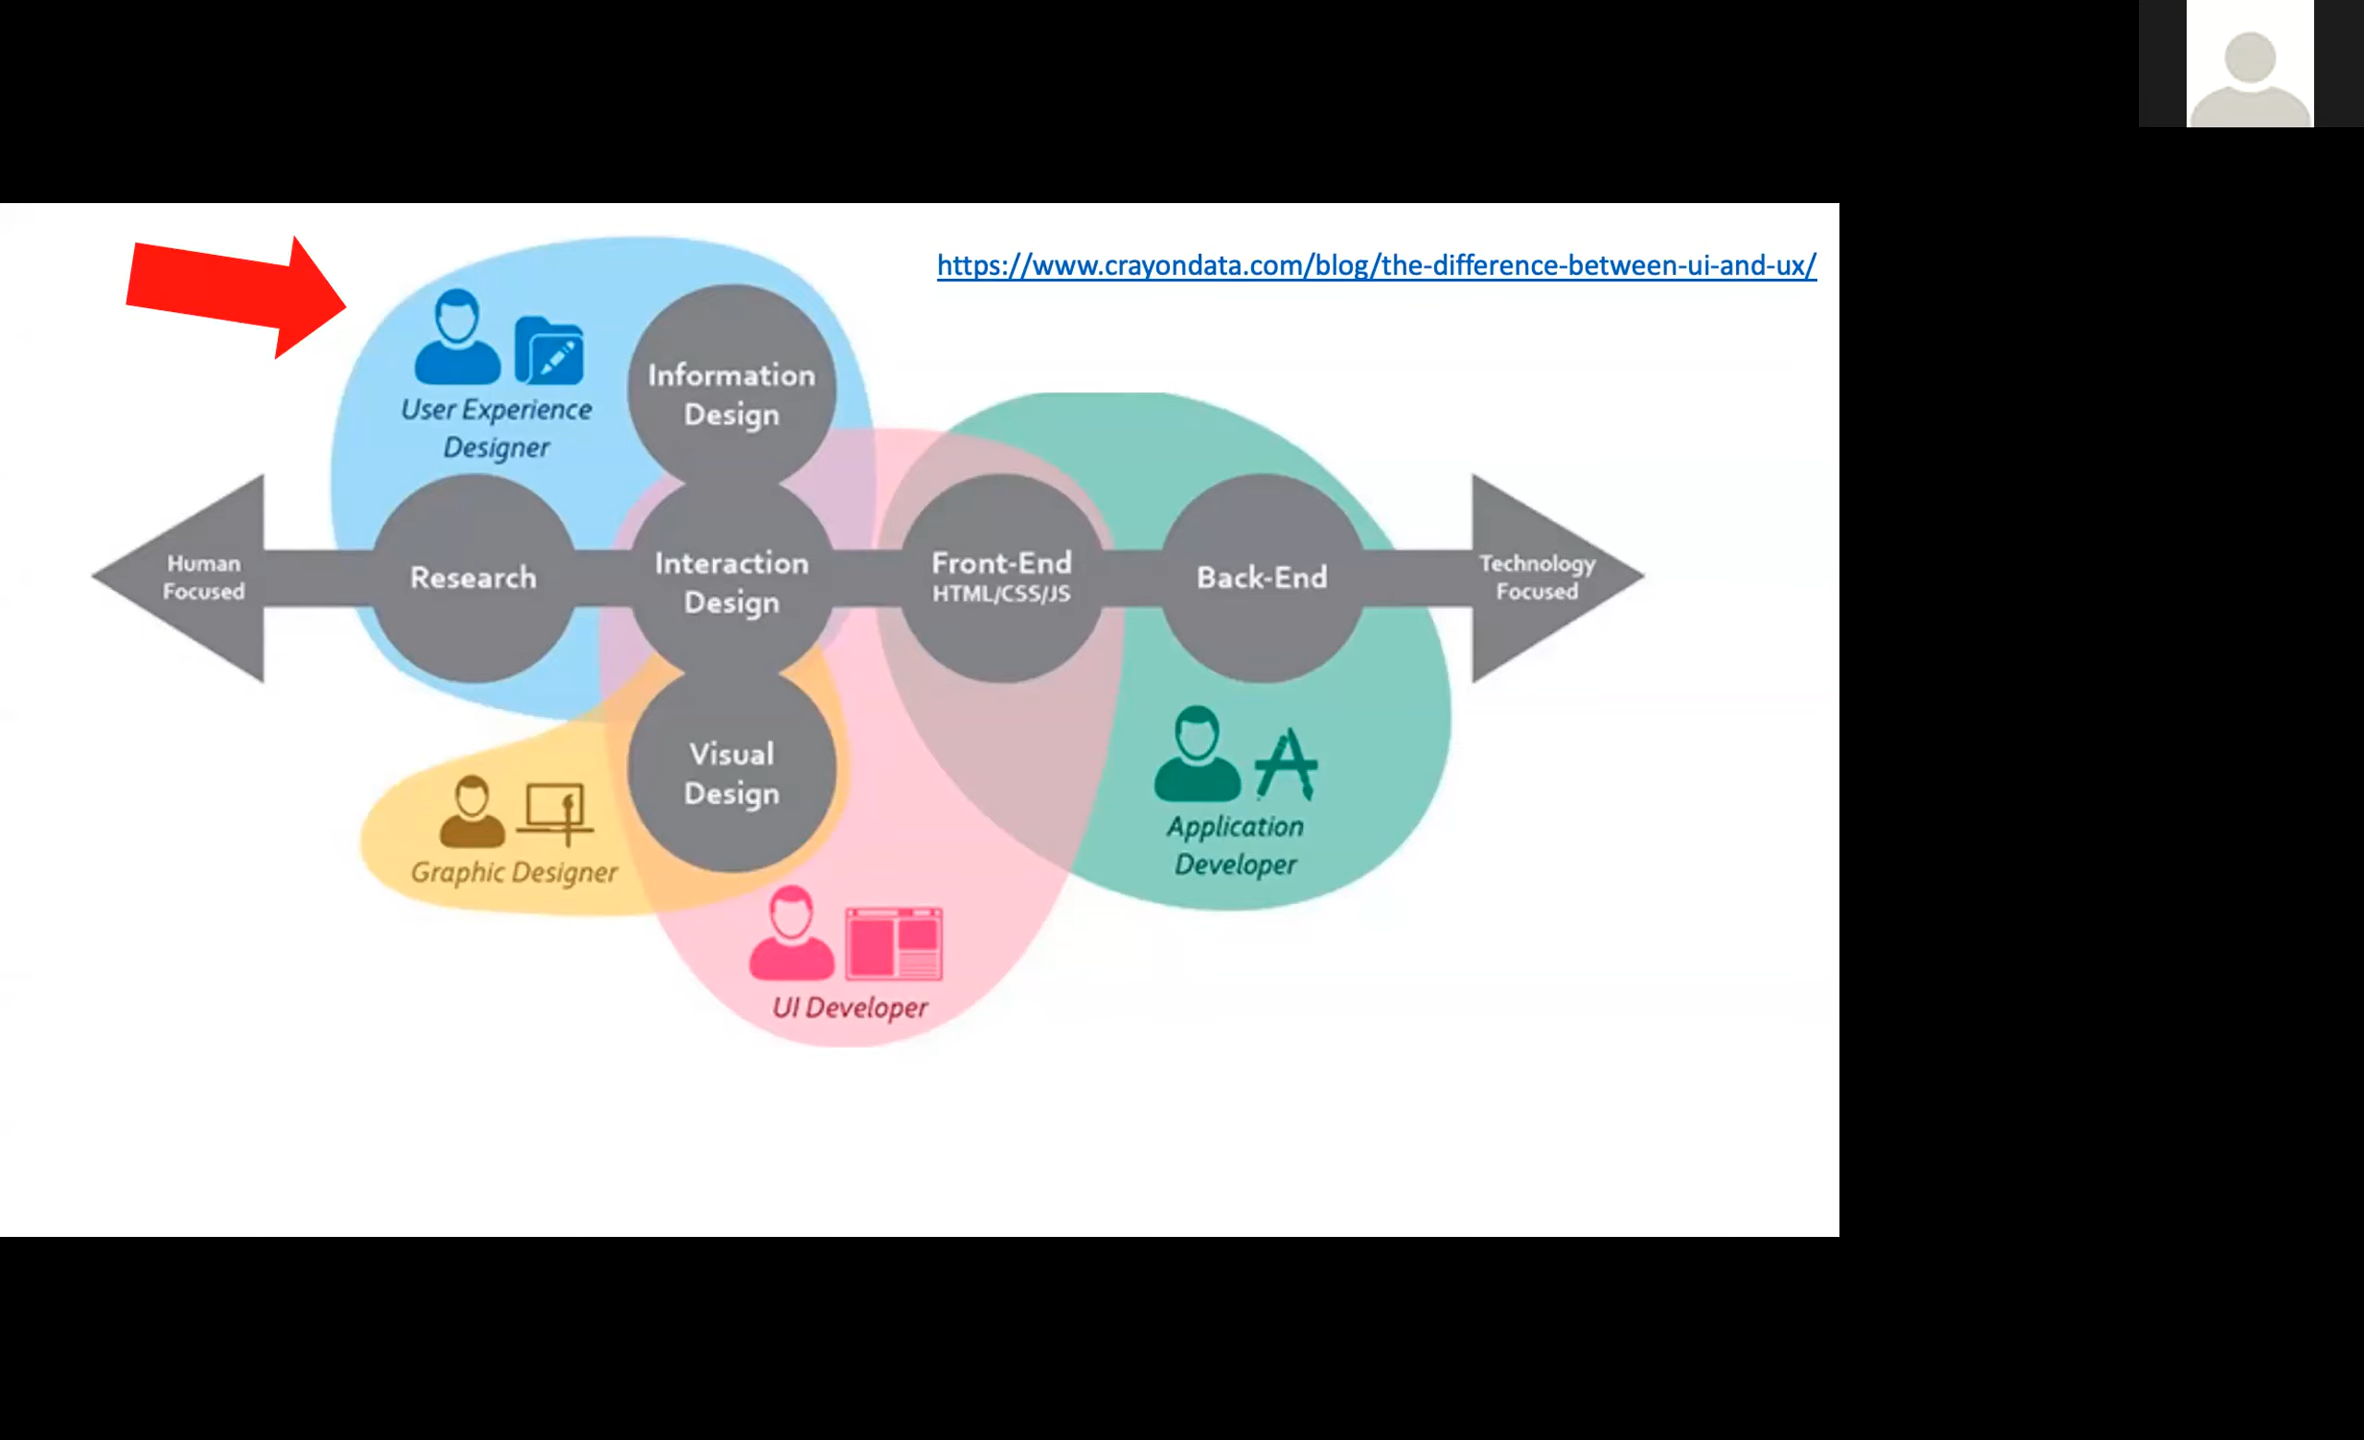 https://www.crayondata.com/blog/the-difference-between-ui-and-ux/
User Experience
Designer
Information
Design
Human
Focused
Research
Interaction
Design
Front-End
HTML/CSS/JS
Back-End
Technology
Focused
Visual
Design
Graphic Designer
UI Developer
Application
Developer